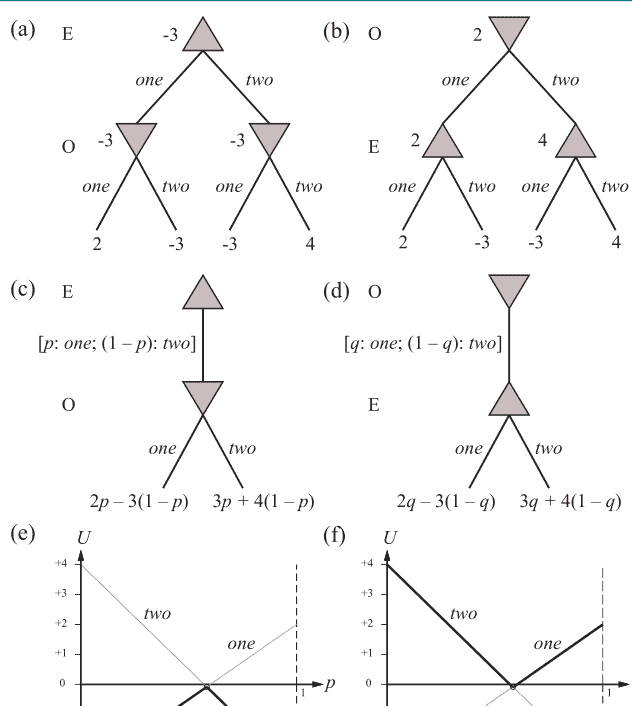 (a) E -3
one two
O -3 -3
one two one two
2 -3 -3 4
(b) O 2
one two
E 2 4
one two one two
2 -3 -3 4
(c) E
[p: one; (1 – p): two]
O
one two
2p – 3(1 – p) 3p + 4(1 – p)
(d) O
[q: one; (1 – q): two]
E
one two
2q – 3(1 – q) 3q + 4(1 – q)
(e) U
+4
+3
two
+2
one
+1
0 1 p
(f) U
+4
+3
two
+2
one
+1
0 1